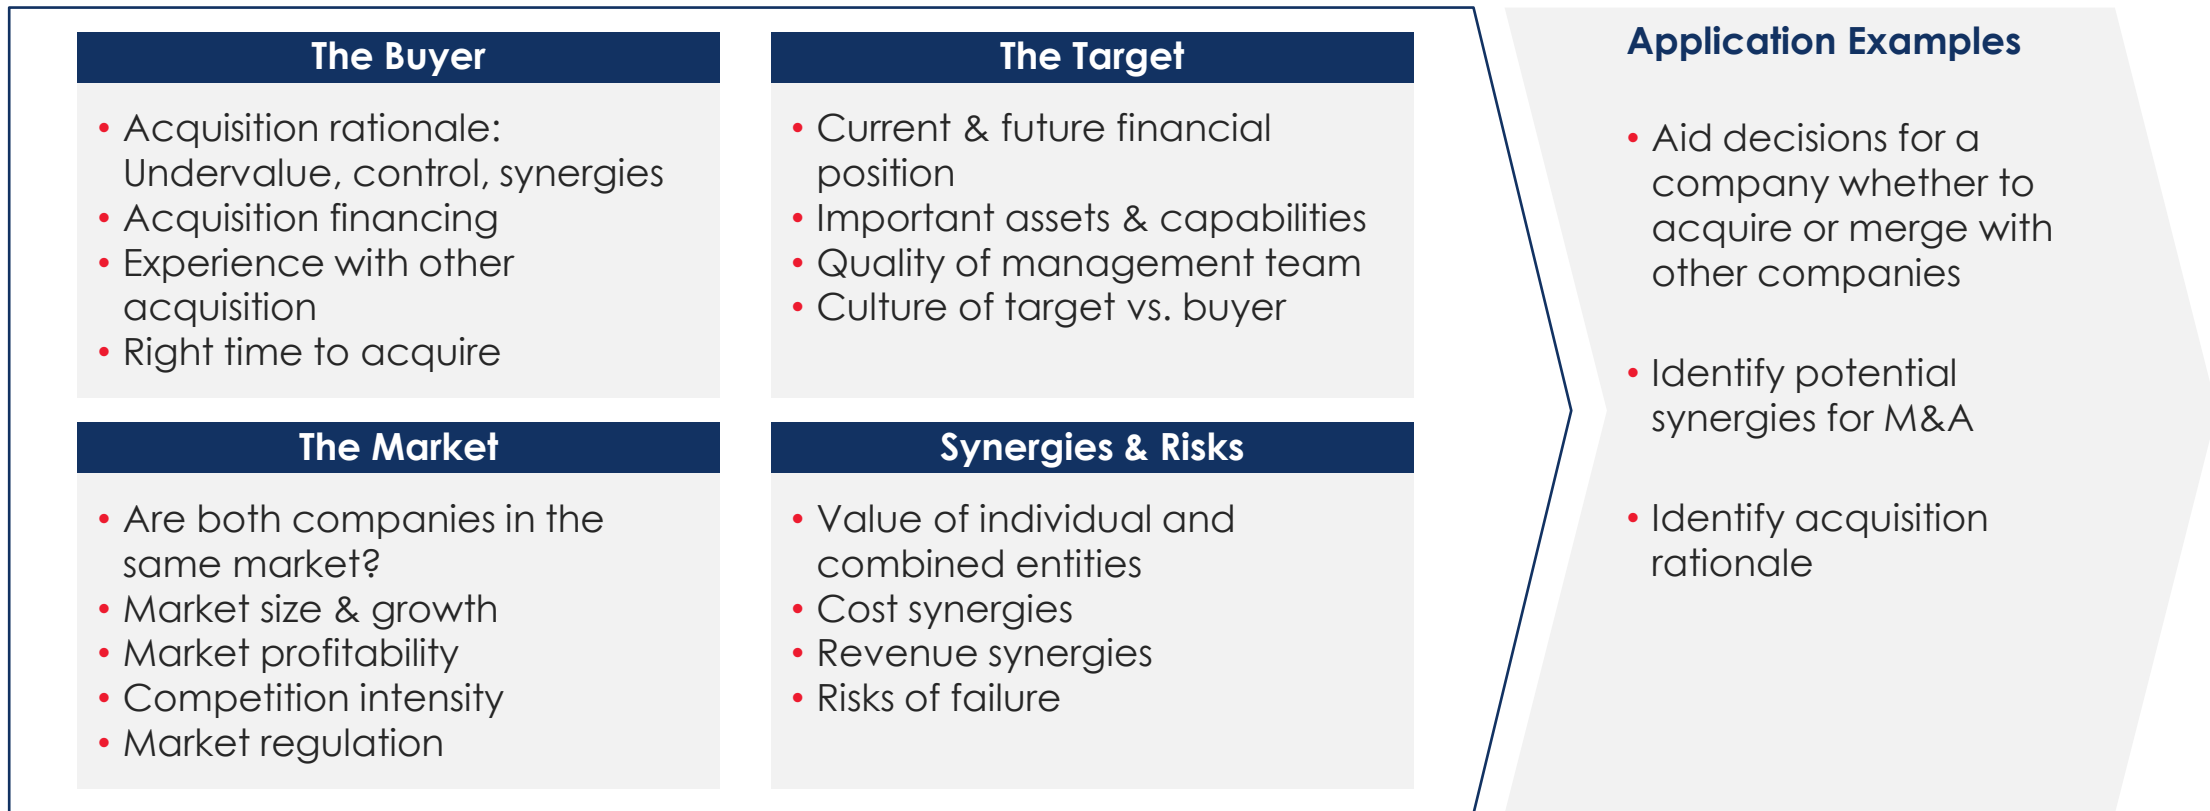 The Buyer
• Acquisition rationale:
Undervalue, control, synergies
• Acquisition financing
• Experience with other
acquisition
• Right time to acquire
The Target
• Current & future financial
position
• Important assets & capabilities
• Quality of management team
• Culture of target vs. buyer
The Market
• Are both companies in the
same market?
• Market size & growth
• Market profitability
• Competition intensity
• Market regulation
Synergies & Risks
• Value of individual and
combined entities
• Cost synergies
• Revenue synergies
• Risks of failure
Application Examples
• Aid decisions for a
company whether to
acquire or merge with
other companies
• Identify potential
synergies for M&A
• Identify acquisition
rationale